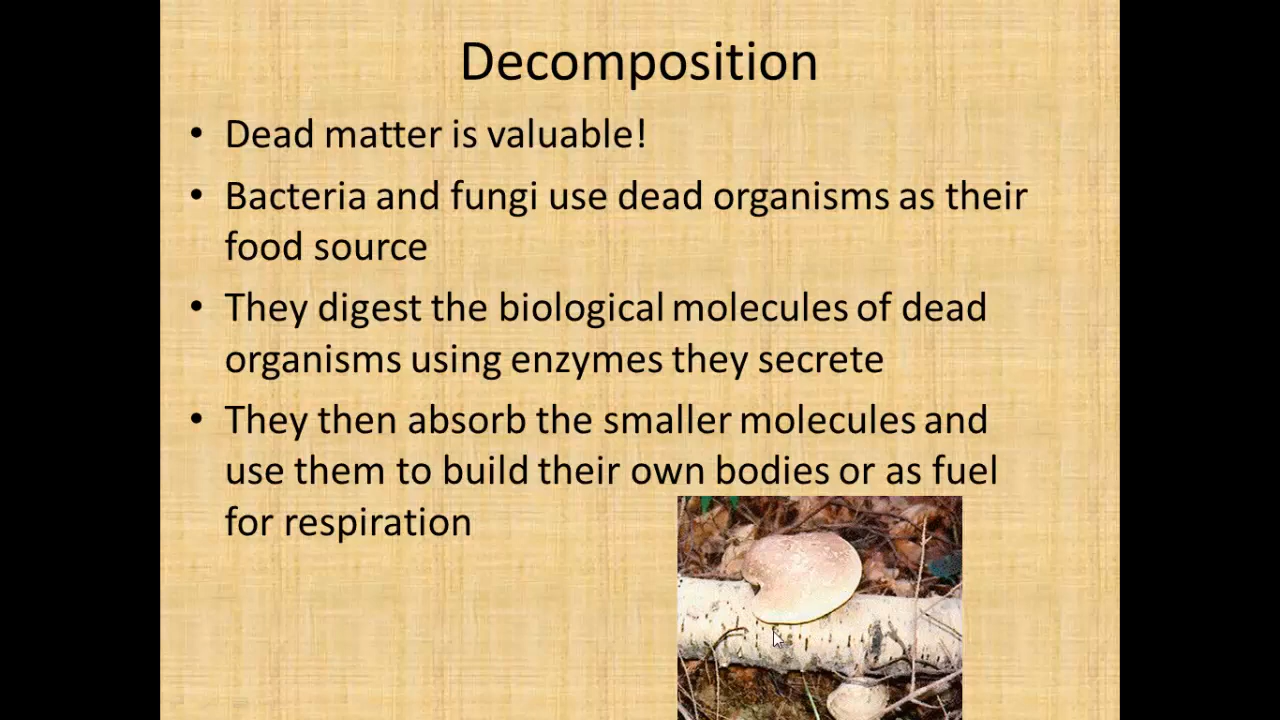 Decomposition
• Dead matter is valuable!
• Bacteria and fungi use dead organisms as their
food source
• They digest the biological molecules of dead
organisms using enzymes they secrete
• They then absorb the smaller molecules and
use them to build their own bodies or as fuel
for respiration